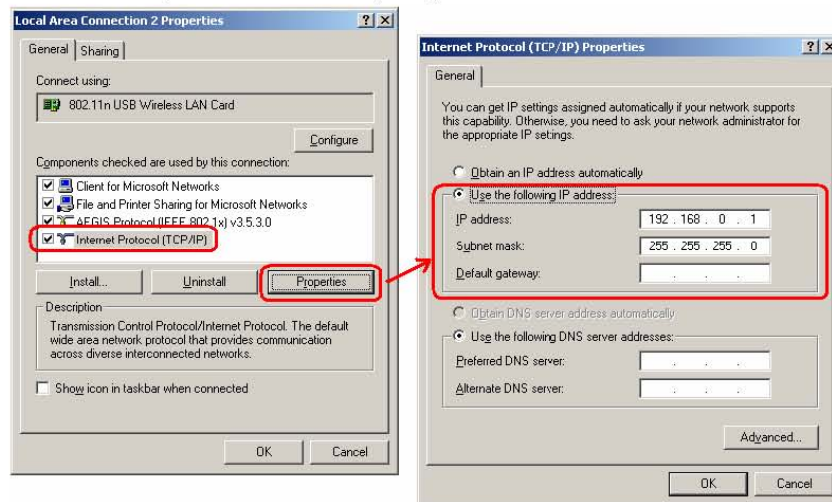 Local Area Connection 2 Properties
General
Sharing
Connect using:
802.11n USB Wireless LAN Card
Configure
Components checked are used by this connection:
Client for Microsoft Networks
File and Printer Sharing for Microsoft Networks
AEGIS Protocol (IEEE 802.1x) v3.5.3.0
Internet Protocol (TCP/IP)
Install...
Uninstall
Properties
Description
Transmission Control Protocol/Internet Protocol. The default
wide area network protocol that provides communication
across diverse interconnected networks.
Show icon in taskbar when connected
OK
Cancel
Internet Protocol (TCP/IP) Properties
General
You can get IP settings assigned automatically if your network supports
this capability. Otherwise, you need to ask your network administrator for
the appropriate IP settings.
Obtain an IP address automatically
Use the following IP address:
IP address: 192 . 168 . 0 . 1
Subnet mask: 255 . 255 . 255 . 0
Default gateway: . . .
Obtain DNS server address automatically
Use the following DNS server addresses:
Preferred DNS server: . . .
Alternate DNS server: . . .
Advanced...
OK
Cancel